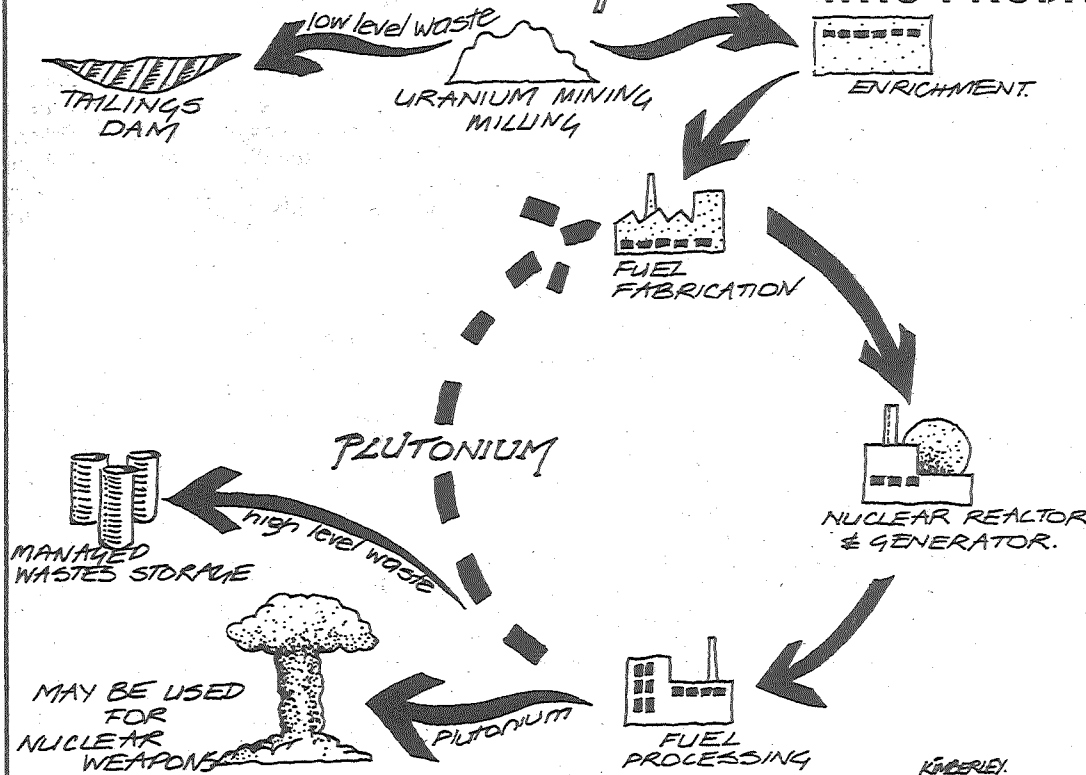 low level waste
TAILINGS
DAM
URANIUM MINING
MILLING
ENRICHMENT.
FUEL
FABRICATION
PLUTONIUM
NUCLEAR REACTOR
& GENERATOR.
high level waste
MANAGED
WASTES STORAGE
MAY BE USED
FOR
NUCLEAR
WEAPONS
Plutonium
FUEL
PROCESSING
KIMBERLEY.